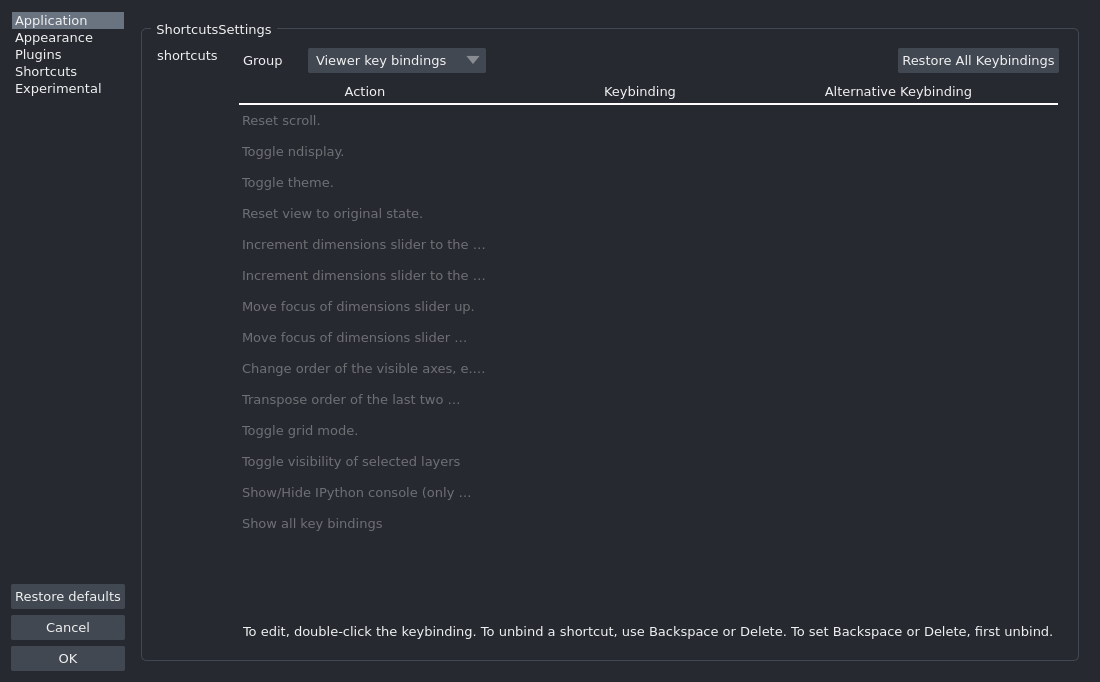 Application
Appearance
Plugins
Shortcuts
Experimental
ShortcutsSettings
shortcuts
Group
Viewer key bindings
Restore All Keybindings
Action Keybinding Alternative Keybinding
Reset scroll.
Toggle ndisplay.
Toggle theme.
Reset view to original state.
Increment dimensions slider to the ...
Increment dimensions slider to the ...
Move focus of dimensions slider up.
Move focus of dimensions slider ...
Change order of the visible axes, e....
Transpose order of the last two ...
Toggle grid mode.
Toggle visibility of selected layers
Show/Hide IPython console (only ...
Show all key bindings
To edit, double-click the keybinding. To unbind a shortcut, use Backspace or Delete. To set Backspace or Delete, first unbind.
Restore defaults
Cancel
OK